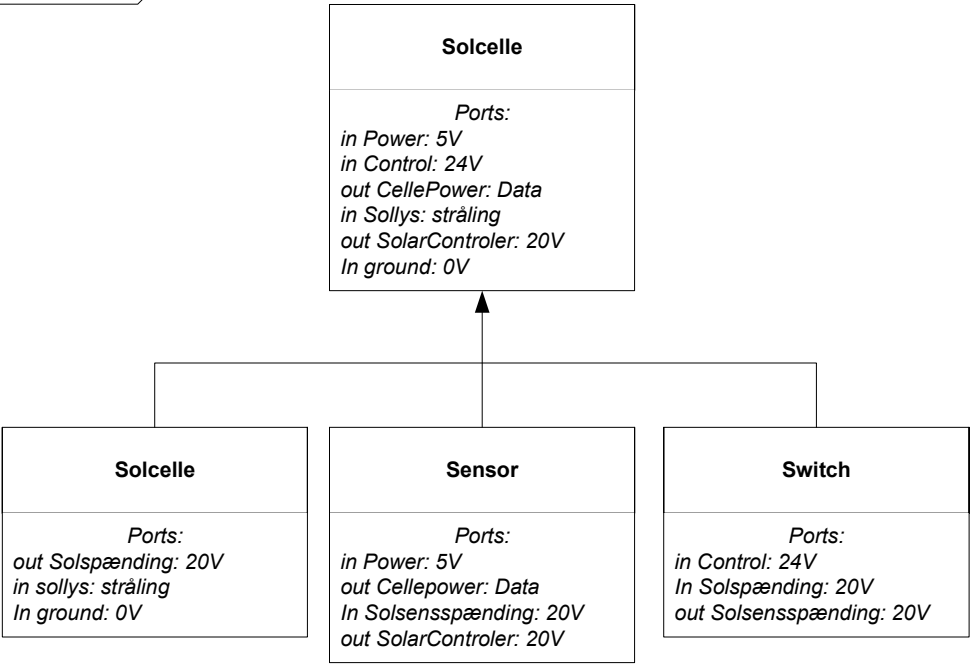 Solcelle
Ports:
in Power: 5V
in Control: 24V
out CellePower: Data
in Sollys: stråling
out SolarControler: 20V
In ground: 0V
Solcelle
Ports:
out Solspænding: 20V
in sollys: stråling
In ground: 0V
Sensor
Ports:
in Power: 5V
out Cellepower: Data
In Solsensspænding: 20V
out SolarControler: 20V
Switch
Ports:
in Control: 24V
In Solspænding: 20V
out Solsensspænding: 20V